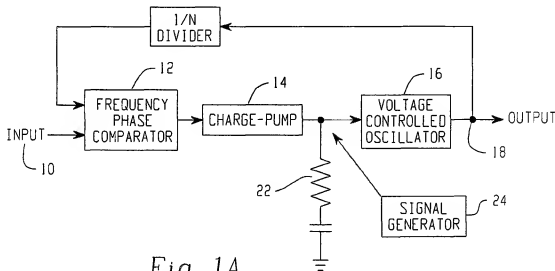 1/N
DIVIDER
12
14
16
FREQUENCY
PHASE
COMPARATOR
CHARGE-PUMP
VOLTAGE
CONTROLLED
OSCILLATOR
OUTPUT
INPUT
10
18
22
SIGNAL
GENERATOR
24
Fig. 1A